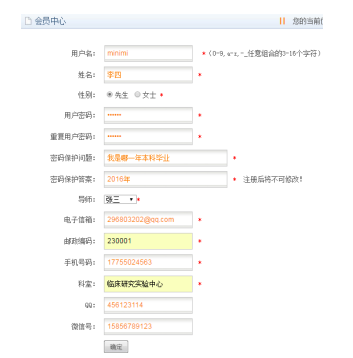 会员中心 您的当前位
用户名: minimi * (0-9,a-z,-_任意组合的3-16个字符)
姓名: 李四 *
性别: 先生 女士 *
用户密码: ****** *
重复用户密码: ****** *
密码保护问题: 我是哪一年本科毕业 *
密码保护答案: 2016年 * 注册后将不可修改!
导师: 张三 *
电子信箱: 296803202@qq.com *
邮政编码: 230001 *
手机号码: 17755024563 *
科室: 临床研究实验中心 *
QQ: 456123114
微信号: 15856789123
确定